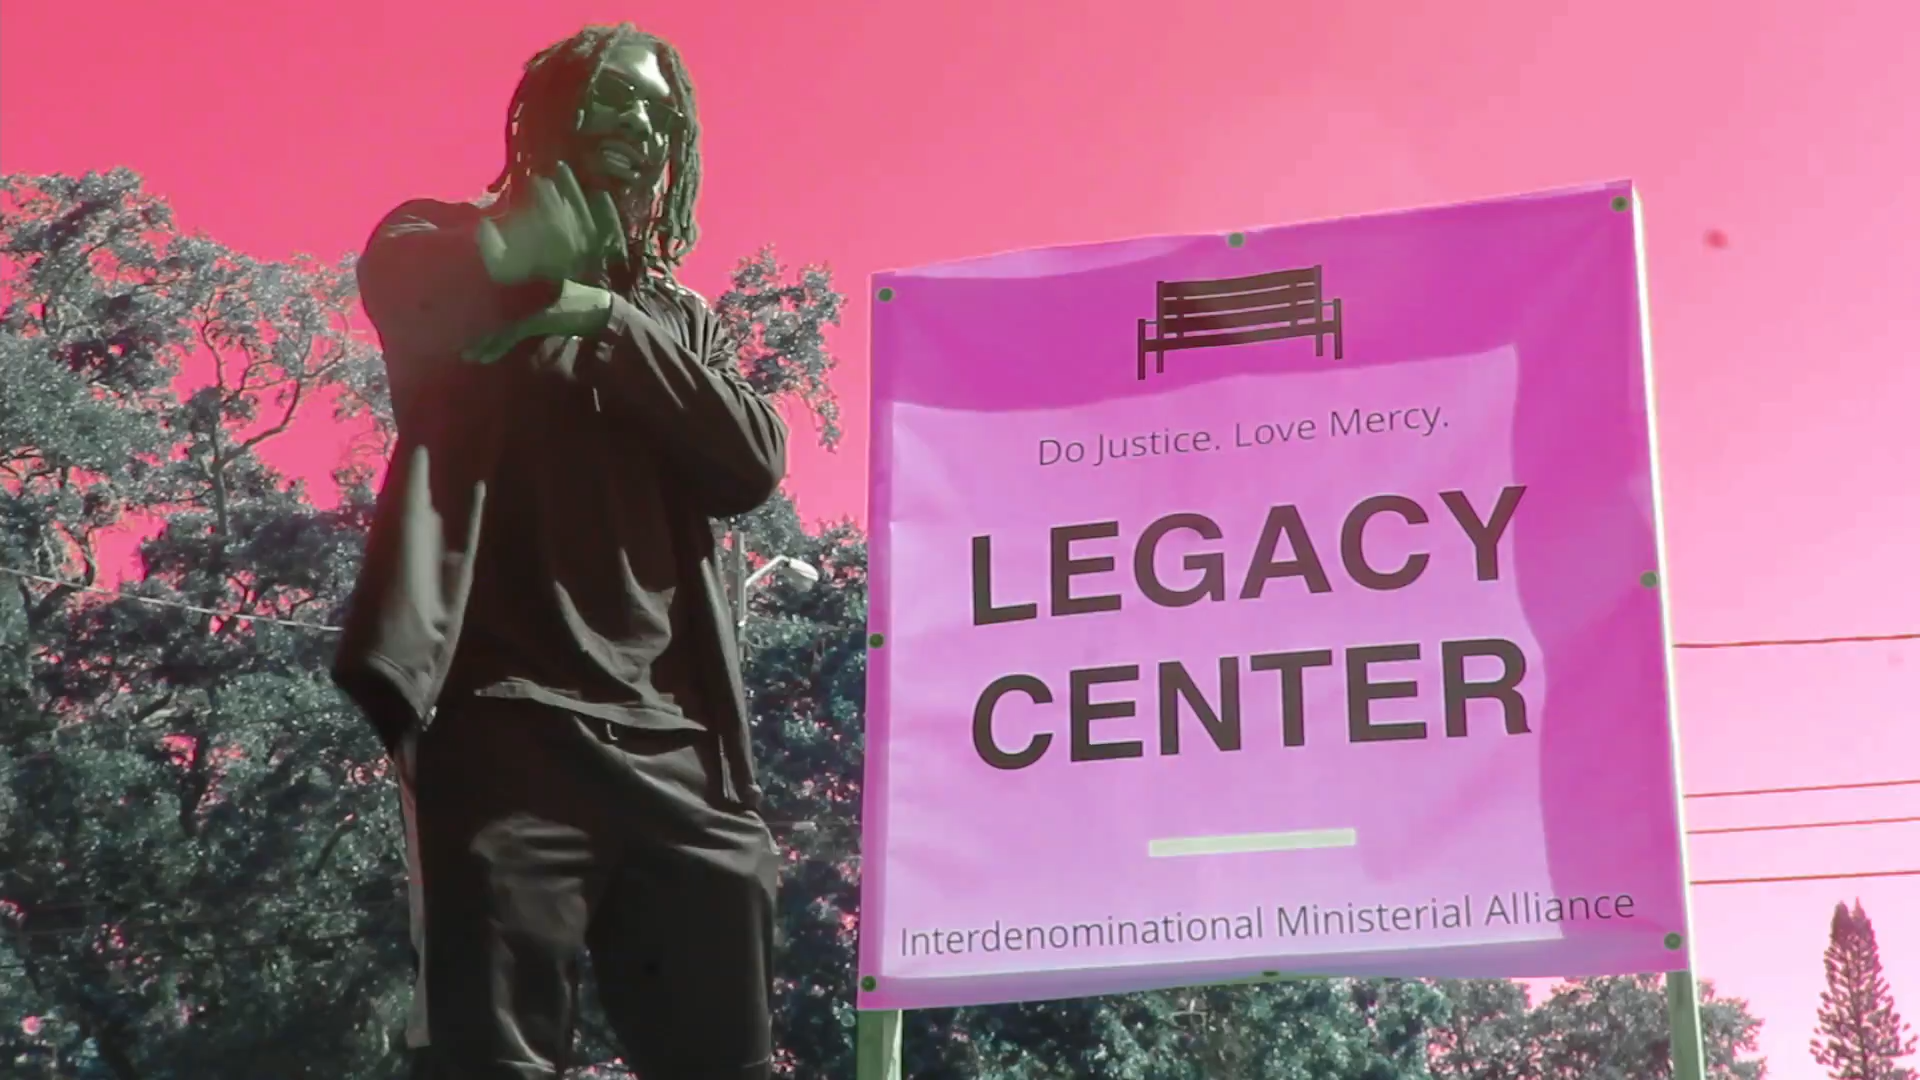 Do Justice. Love Mercy.
LEGACY
CENTER
Interdenominational Ministerial Alliance